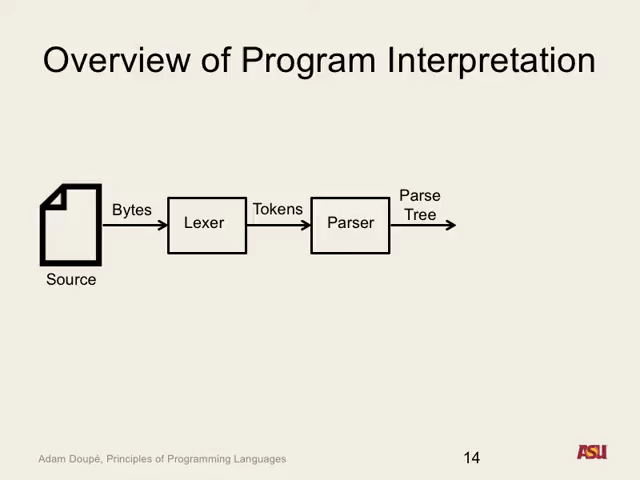 Overview of Program Interpretation
Bytes
Lexer
Tokens
Parser
Parse
Tree
Source
Adam Doupé, Principles of Programming Languages
14
ASU